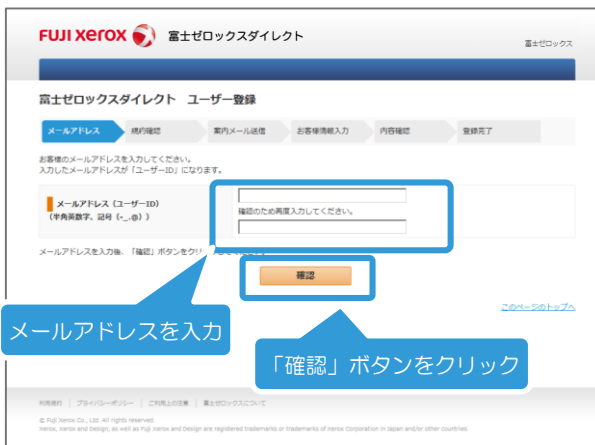 FUJI xerox 富士ゼロックスダイレクト
富士ゼロックス
富士ゼロックスダイレクト ユーザー登録
メールアドレス 規約確認 案内メール送信 お客様情報入力 内容確認 登録完了
お客様のメールアドレスを入力してください。
入力したメールアドレスが「ユーザーID」になります。
メールアドレス（ユーザーID）
（半角英数字、記号（-_.@））
確認のため再度入力してください。
メールアドレスを入力後、「確認」ボタンをクリ
確認
このページのトップへ
メールアドレスを入力
「確認」ボタンをクリック
利用規約 | プライバシーポリシー | ご利用上の注意 | 富士ゼロックスについて
© Fuji Xerox Co., Ltd. All rights reserved.
Xerox, Xerox and Design, as well as Fuji Xerox and Design are registered trademarks or trademarks of Xerox Corporation in Japan and/or other countries.